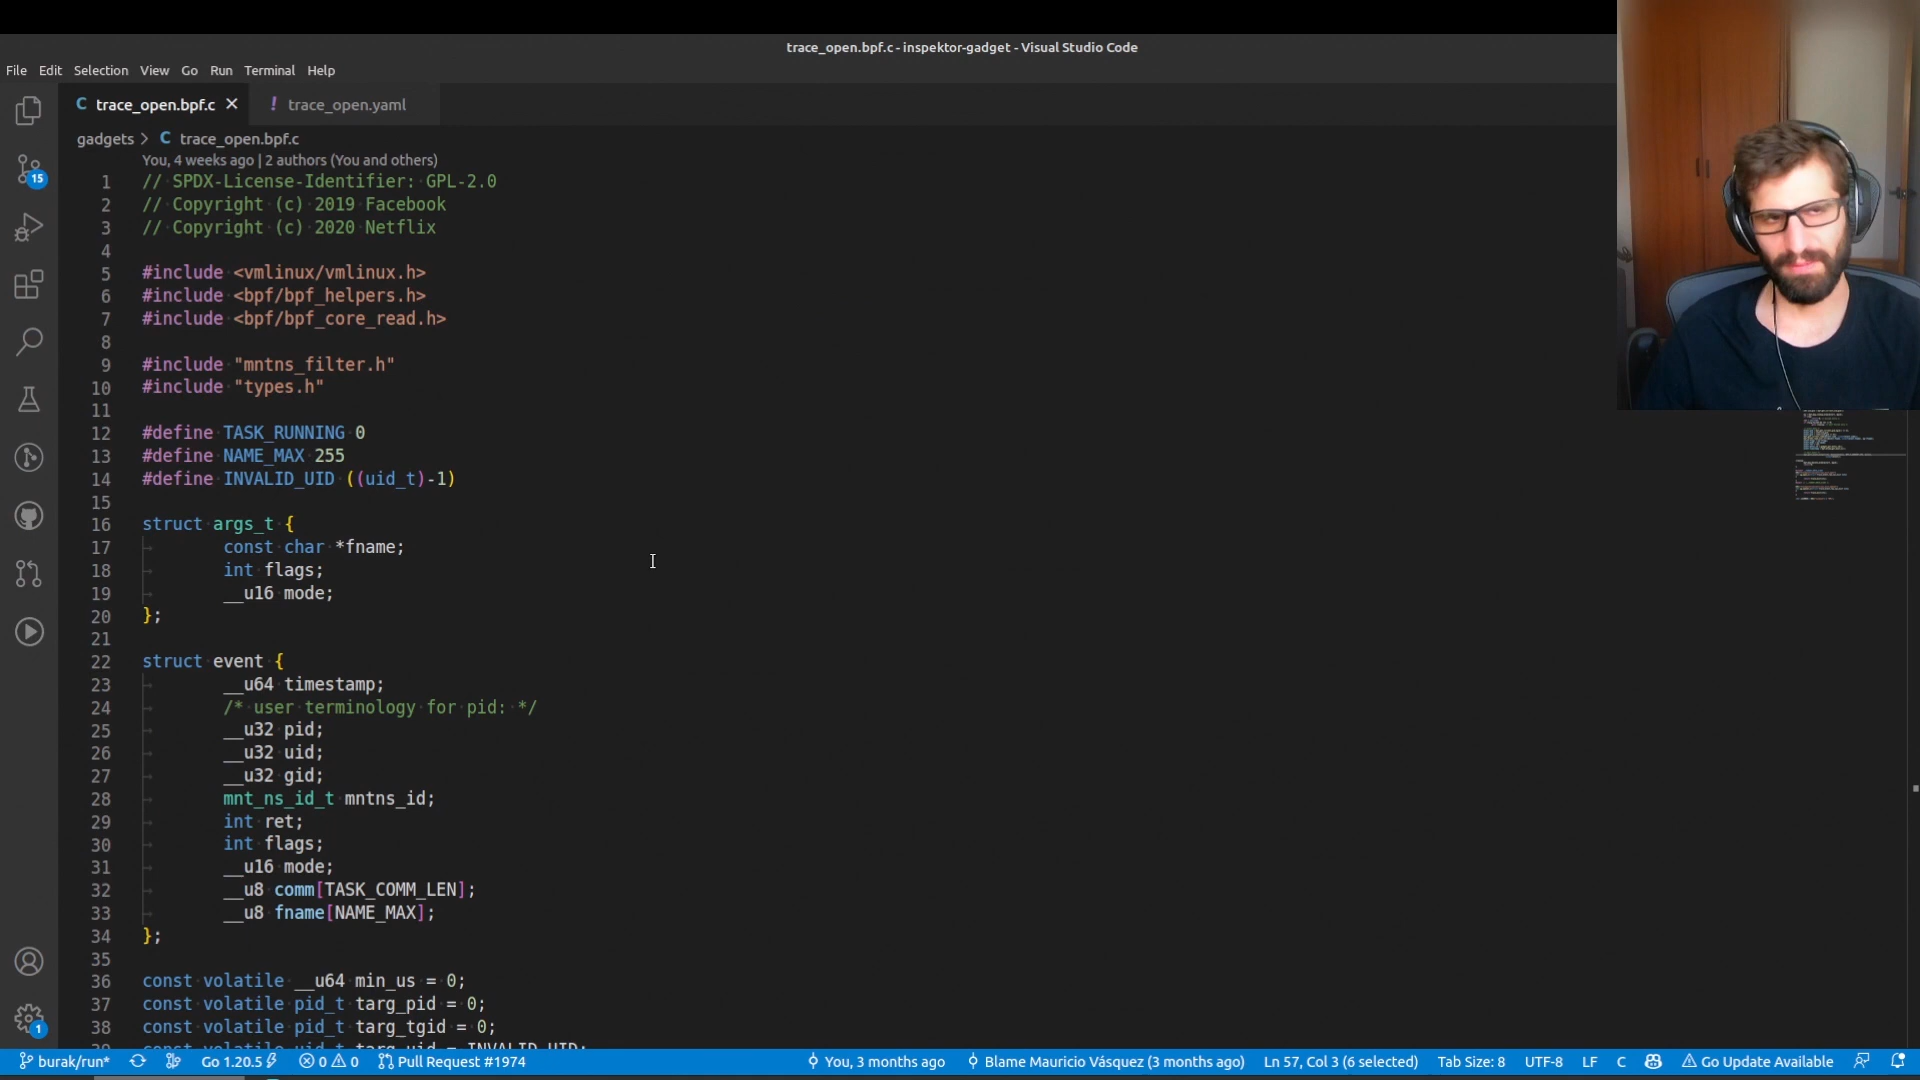 trace_open.bpf.c - inspektor-gadget - Visual Studio Code
File Edit Selection View Go Run Terminal Help
C trace_open.bpf.c ! trace_open.yaml
gadgets > C trace_open.bpf.c
You, 4 weeks ago | 2 authors (You and others)
1 // SPDX-License-Identifier: GPL-2.0
2 // Copyright (c) 2019 Facebook
3 // Copyright (c) 2020 Netflix
4
5 #include <vmlinux/vmlinux.h>
6 #include <bpf/bpf_helpers.h>
7 #include <bpf/bpf_core_read.h>
8
9 #include "mntns_filter.h"
10 #include "types.h"
11
12 #define TASK_RUNNING 0
13 #define NAME_MAX 255
14 #define INVALID_UID ((uid_t)-1)
15
16 struct args_t {
17 const char *fname;
18 int flags;
19 __u16 mode;
20 };
21
22 struct event {
23 __u64 timestamp;
24 /* user terminology for pid: */
25 __u32 pid;
26 __u32 uid;
27 __u32 gid;
28 mnt_ns_id_t mntns_id;
29 int ret;
30 int flags;
31 __u16 mode;
32 __u8 comm[TASK_COMM_LEN];
33 __u8 fname[NAME_MAX];
34 };
35
36 const volatile __u64 min_us = 0;
37 const volatile pid_t targ_pid = 0;
38 const volatile pid_t targ_tgid = 0;
39 const volatile uid_t targ_uid = INVALID_UID;
15
1
burak/run* Go 1.20.5 0 0 Pull Request #1974 You, 3 months ago Blame Mauricio Vásquez (3 months ago) Ln 57, Col 3 (6 selected) Tab Size: 8 UTF-8 LF C Go Update Available